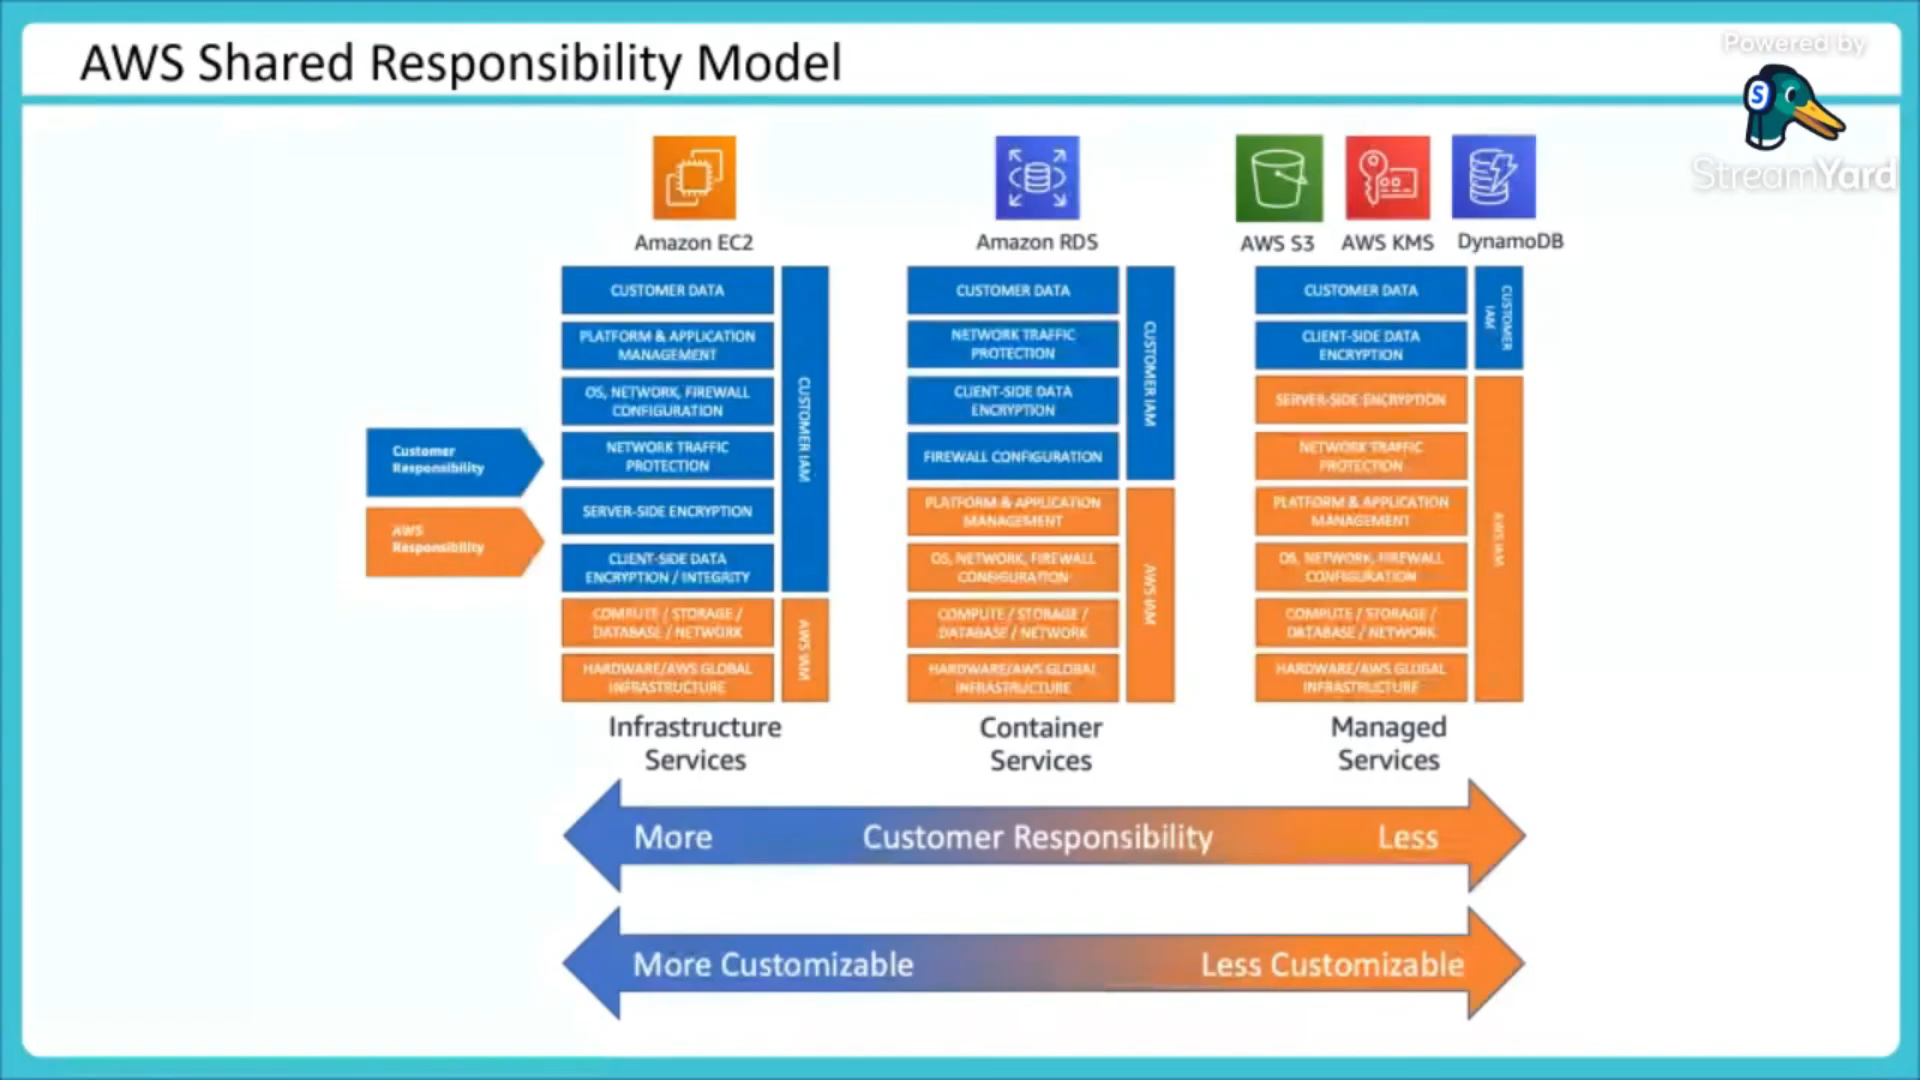 AWS Shared Responsibility Model
Powered by
S
StreamYard
Amazon EC2
Amazon RDS
AWS S3
AWS KMS
DynamoDB
Customer
Responsibility
AWS
Responsibility
CUSTOMER DATA
PLATFORM & APPLICATION
MANAGEMENT
OS, NETWORK, FIREWALL
CONFIGURATION
NETWORK TRAFFIC
PROTECTION
SERVER-SIDE ENCRYPTION
CLIENT-SIDE DATA
ENCRYPTION / INTEGRITY
COMPUTE / STORAGE /
DATABASE / NETWORK
HARDWARE/AWS GLOBAL
INFRASTRUCTURE
CUSTOMER IAM
AWS IAM
Infrastructure
Services
CUSTOMER DATA
NETWORK TRAFFIC
PROTECTION
CLIENT-SIDE DATA
ENCRYPTION
FIREWALL CONFIGURATION
PLATFORM & APPLICATION
MANAGEMENT
OS, NETWORK, FIREWALL
CONFIGURATION
COMPUTE / STORAGE /
DATABASE / NETWORK
HARDWARE/AWS GLOBAL
INFRASTRUCTURE
CUSTOMER IAM
AWS IAM
Container
Services
CUSTOMER DATA
CLIENT-SIDE DATA
ENCRYPTION
SERVER-SIDE ENCRYPTION
NETWORK TRAFFIC
PROTECTION
PLATFORM & APPLICATION
MANAGEMENT
OS, NETWORK, FIREWALL
CONFIGURATION
COMPUTE / STORAGE /
DATABASE / NETWORK
HARDWARE/AWS GLOBAL
INFRASTRUCTURE
CUSTOMER
IAM
AWS IAM
Managed
Services
More Customer Responsibility Less
More Customizable Less Customizable